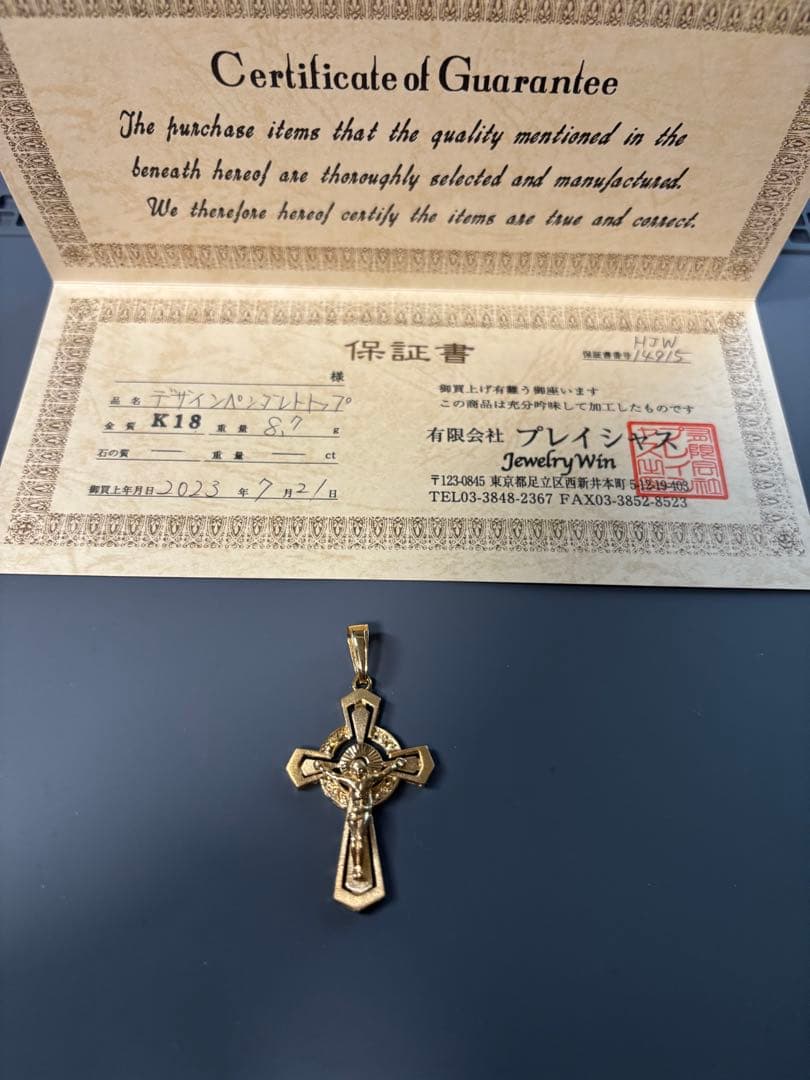 Certificate of Guarantee
The purchase items that the quality mentioned in the
beneath hereof are thoroughly selected and manufactured.
We therefore hereof certify the items are true and correct.
保証書
HJW
保証書番号 14915
様
品名 デザインペンダントトップ
金質 K18 重量 8.7 g
石の質 — 重量 — ct
御買上年月日 2023 年 7 月 21 日
御買上げ有難う御座います
この商品は充分吟味して加工したものです
有限会社 プレイシャス
JewelryWin
〒123-0845 東京都足立区西新井本町 5-12-19-403
TEL03-3848-2367 FAX03-3852-8523